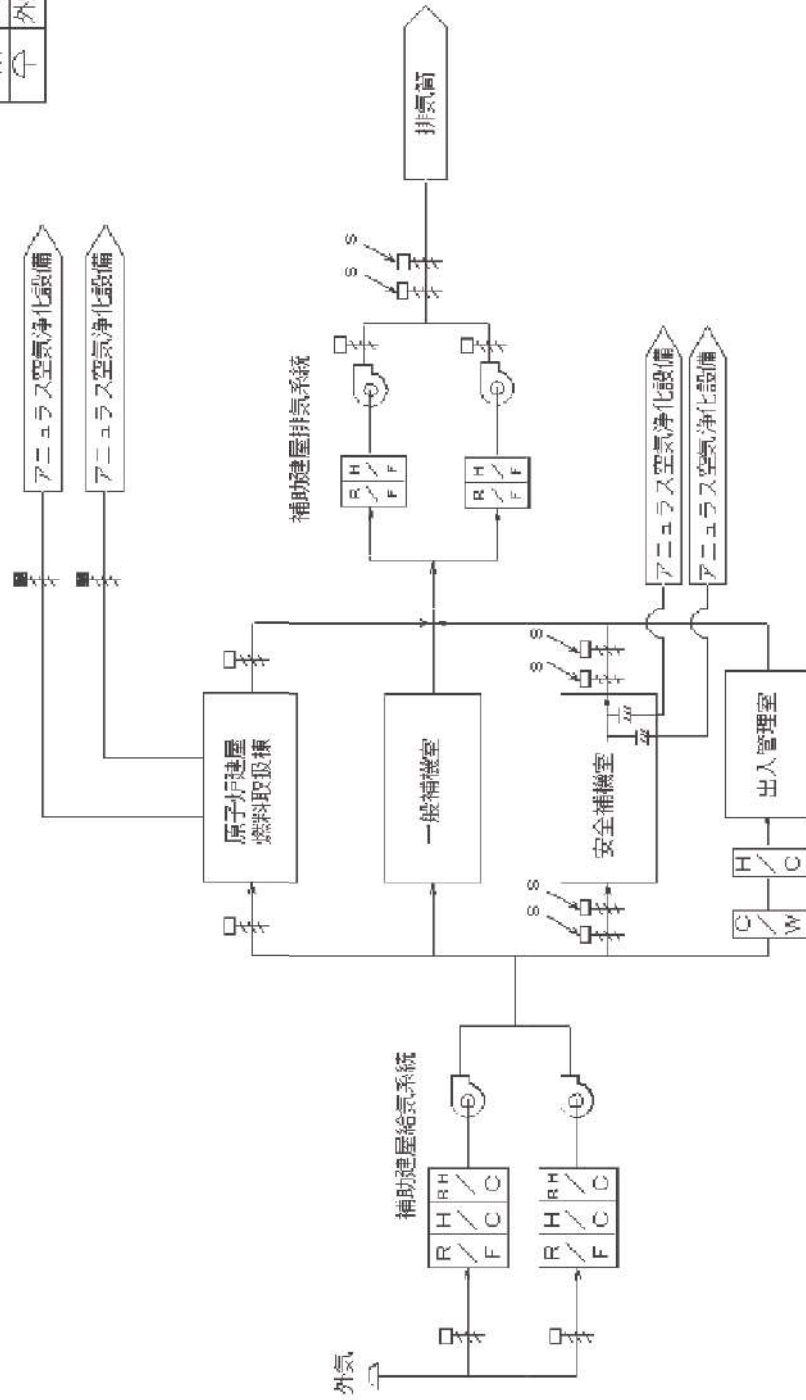 外
アニュラス空気浄化設備
アニュラス空気浄化設備
原子炉建屋
燃料取扱棟
補助建屋排気系統
R/F
H/F
R/F
H/F
S
S
排気筒
外気
補助建屋給気系統
R/F
H/C
RH/C
R/F
H/C
RH/C
一般補機室
S
S
安全補機室
S
S
アニュラス空気浄化設備
アニュラス空気浄化設備
C/W
H/C
出入管理室